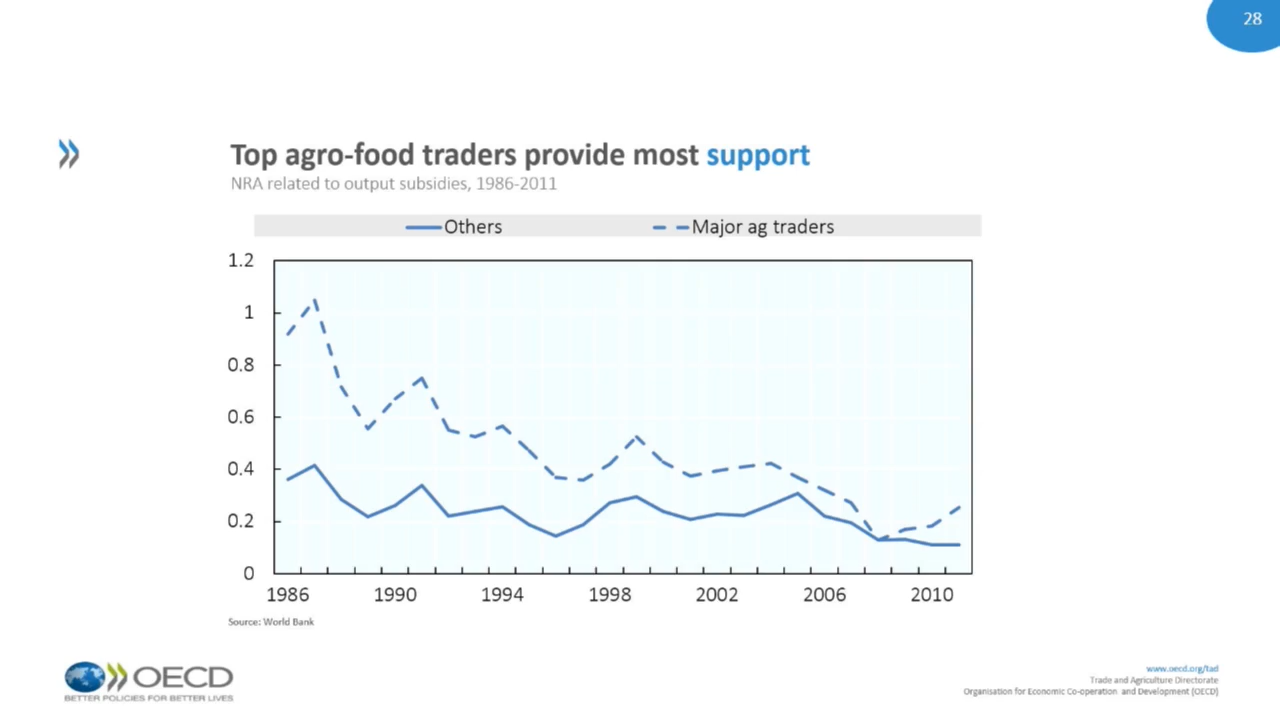 28
Top agro-food traders provide most support
NRA related to output subsidies, 1986-2011
Others
Major ag traders
1.2
1
0.8
0.6
0.4
0.2
0
1986 1990 1994 1998 2002 2006 2010
Source: World Bank
OECD
BETTER POLICIES FOR BETTER LIVES
www.oecd.org/tad
Trade and Agriculture Directorate
Organisation for Economic Co-operation and Development (OECD)